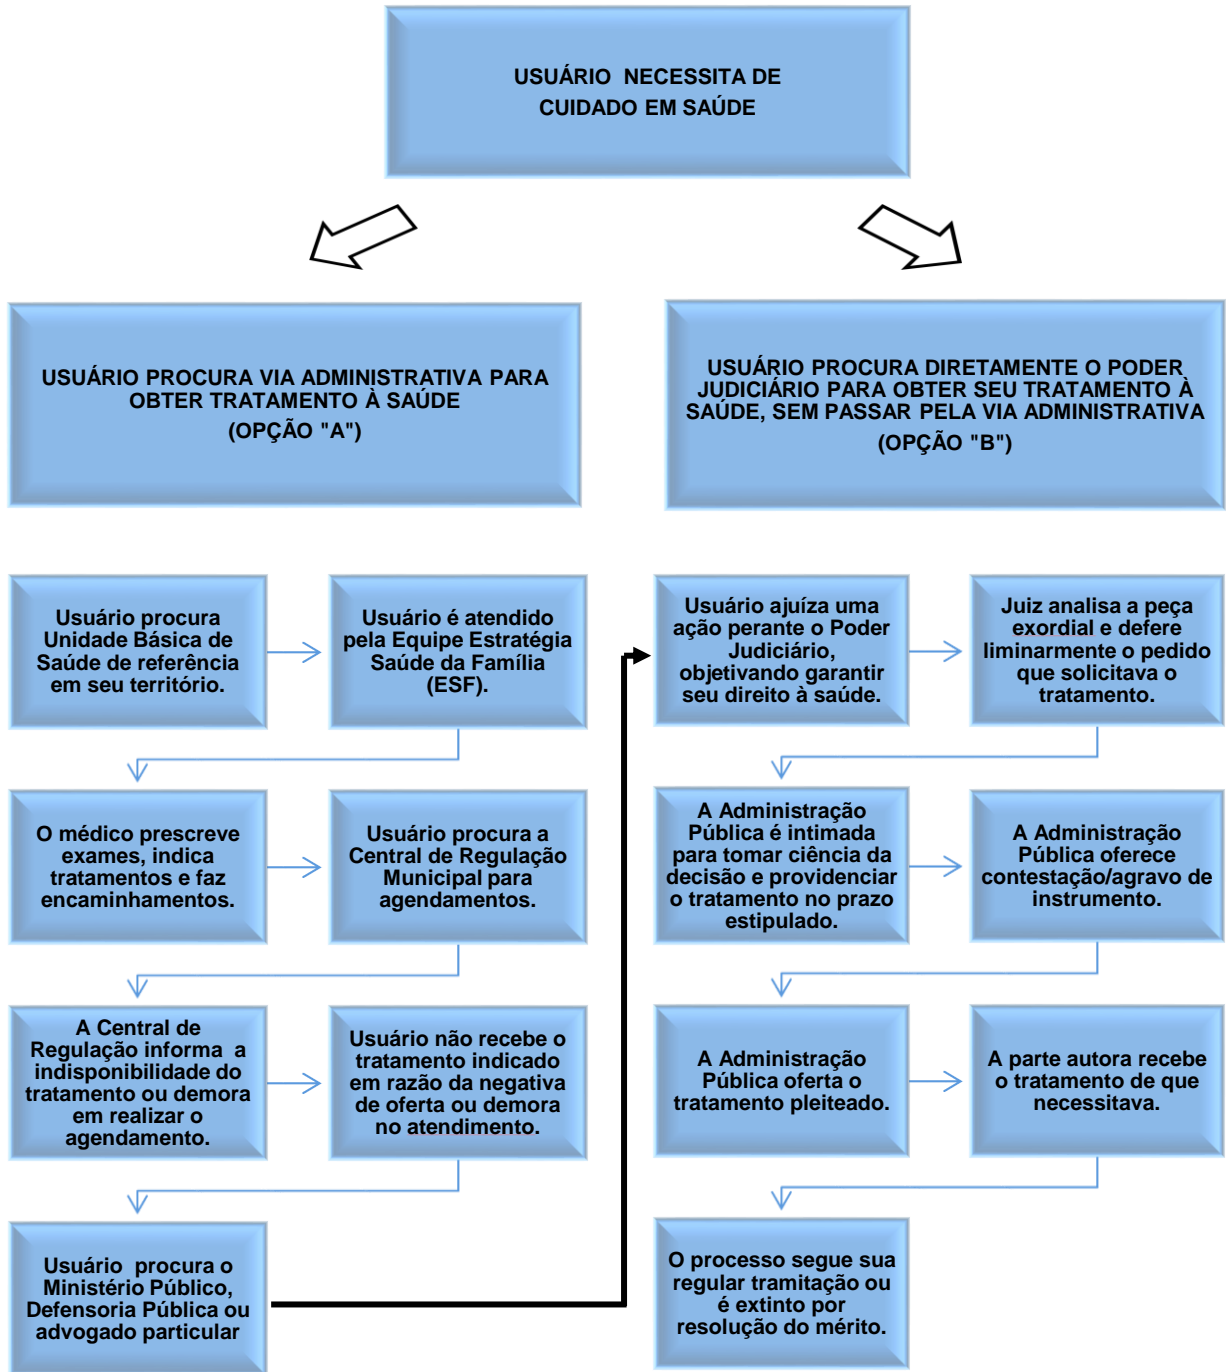 USUÁRIO NECESSITA DE
CUIDADO EM SAÚDE
USUÁRIO PROCURA VIA ADMINISTRATIVA PARA
OBTER TRATAMENTO À SAÚDE
(OPÇÃO "A")
USUÁRIO PROCURA DIRETAMENTE O PODER
JUDICIÁRIO PARA OBTER SEU TRATAMENTO À
SAÚDE, SEM PASSAR PELA VIA ADMINISTRATIVA
(OPÇÃO "B")
Usuário procura
Unidade Básica de
Saúde de referência
em seu território.
Usuário é atendido
pela Equipe Estratégia
Saúde da Família
(ESF).
O médico prescreve
exames, indica
tratamentos e faz
encaminhamentos.
Usuário procura a
Central de Regulação
Municipal para
agendamentos.
A Central de
Regulação informa a
indisponibilidade do
tratamento ou demora
em realizar o
agendamento.
Usuário não recebe o
tratamento indicado
em razão da negativa
de oferta ou demora
no atendimento.
Usuário procura o
Ministério Público,
Defensoria Pública ou
advogado particular
Usuário ajuíza uma
ação perante o Poder
Judiciário,
objetivando garantir
seu direito à saúde.
Juiz analisa a peça
exordial e defere
liminarmente o pedido
que solicitava o
tratamento.
A Administração
Pública é intimada
para tomar ciência da
decisão e providenciar
o tratamento no prazo
estipulado.
A Administração
Pública oferece
contestação/agravo de
instrumento.
A Administração
Pública oferta o
tratamento pleiteado.
A parte autora recebe
o tratamento de que
necessitava.
O processo segue sua
regular tramitação ou
é extinto por
resolução do mérito.